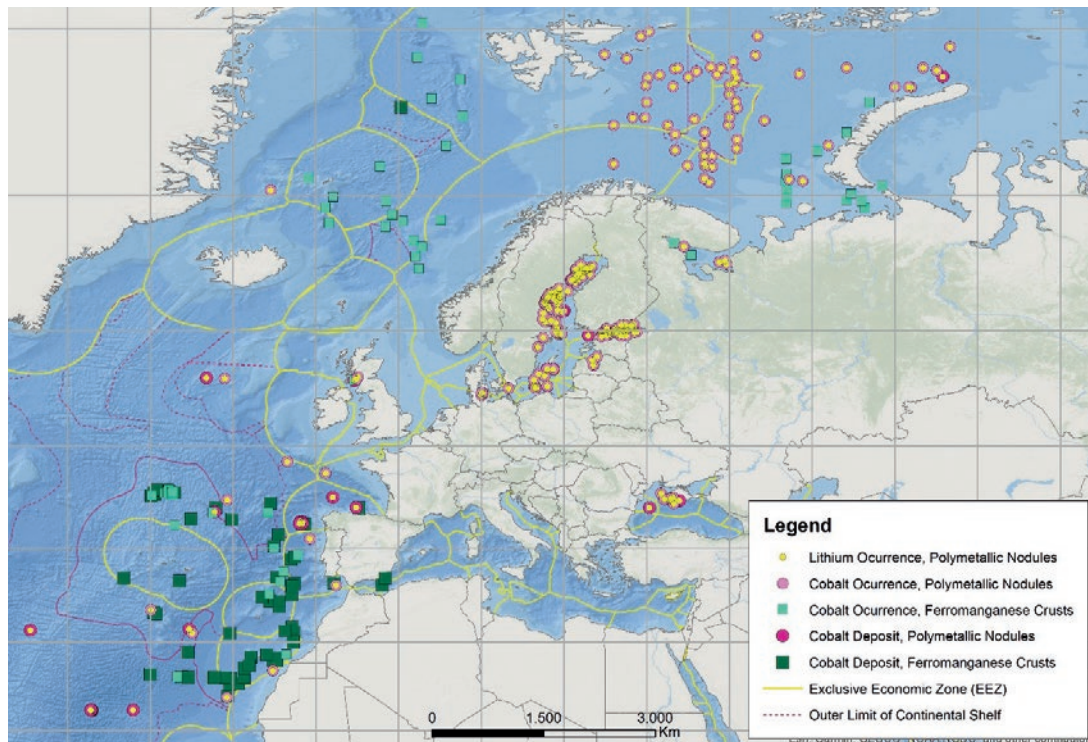 Legend
Lithium Ocurrence, Polymetallic Nodules
Cobalt Ocurrence, Polymetallic Nodules
Cobalt Ocurrence, Ferromanganese Crusts
Cobalt Deposit, Polymetallic Nodules
Cobalt Deposit, Ferromanganese Crusts
Exclusive Economic Zone (EEZ)
Outer Limit of Continental Shelf
0 1.500 3.000
Km